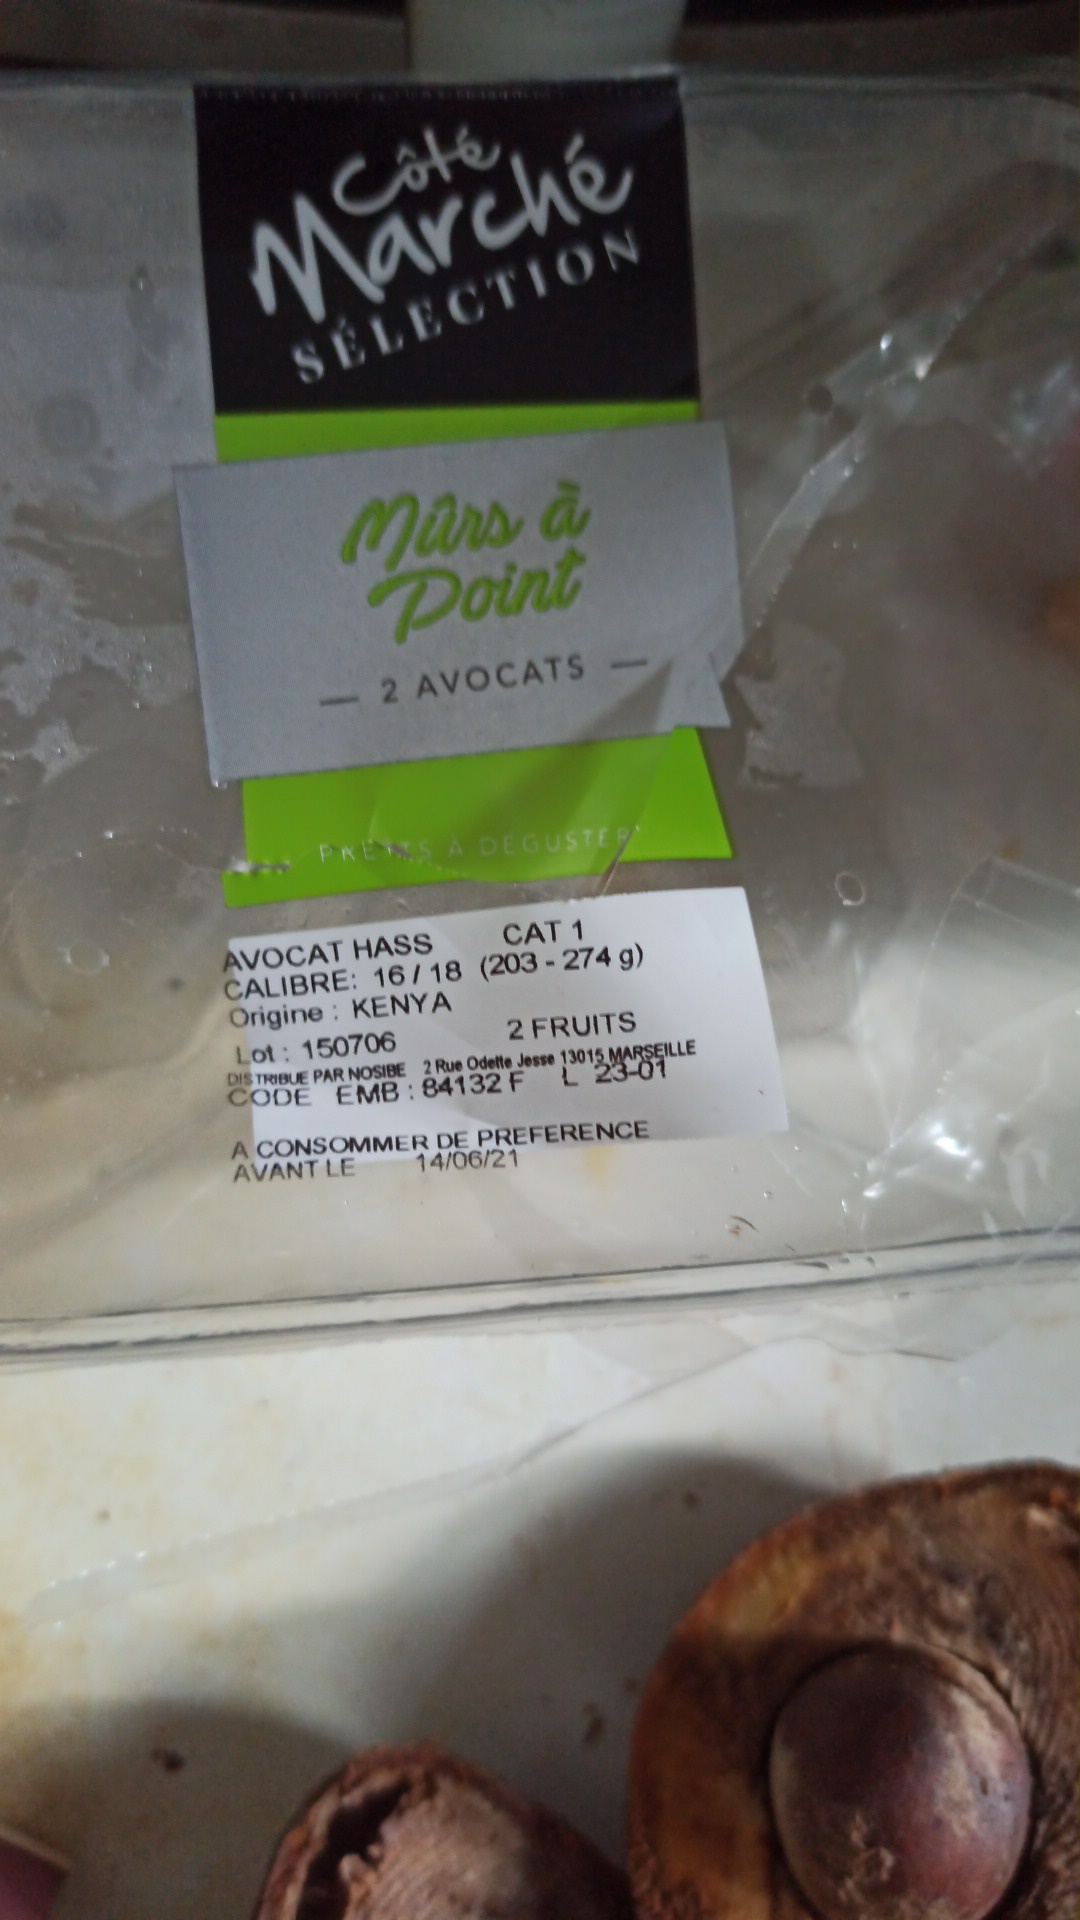 Côté
Marché
SÉLECTION
Mûrs à
Point
— 2 AVOCATS —
À DÉGUSTER
AVOCAT HASS CAT 1
CALIBRE: 16 / 18 (203 - 274 g)
Origine : KENYA
Lot : 150706 2 FRUITS
DISTRIBUE PAR NOSIBE 2 Rue Odette Jesse 13015 MARSEILLE
CODE EMB : 84132 F L 23-01
A CONSOMMER DE PREFERENCE
AVANT LE 14/06/21